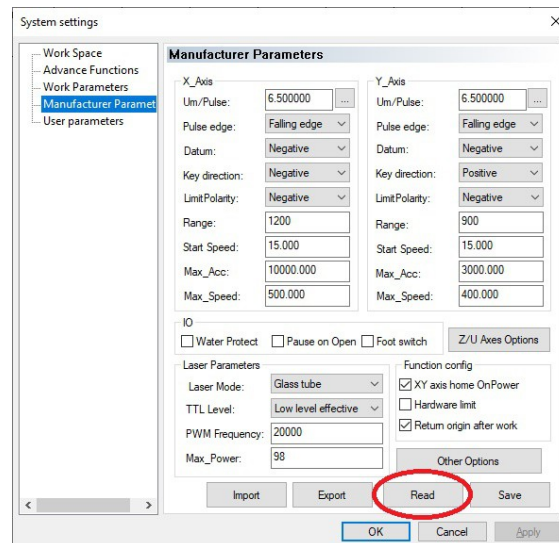 System settings
Work Space
Advance Functions
Work Parameters
Manufacturer Paramet
User parameters
Manufacturer Parameters
X_Axis
Um/Pulse: 6.500000 ...
Pulse edge: Falling edge
Datum: Negative
Key direction: Negative
LimitPolarity: Negative
Range: 1200
Start Speed: 15.000
Max_Acc: 10000.000
Max_Speed: 500.000
Y_Axis
Um/Pulse: 6.500000 ...
Pulse edge: Falling edge
Datum: Negative
Key direction: Positive
LimitPolarity: Negative
Range: 900
Start Speed: 15.000
Max_Acc: 3000.000
Max_Speed: 400.000
IO
Water Protect Pause on Open Foot switch
Z/U Axes Options
Laser Parameters
Laser Mode: Glass tube
TTL Level: Low level effective
PWM Frequency: 20000
Max_Power: 98
Function config
XY axis home OnPower
Hardware limit
Return origin after work
Other Options
Import Export Read Save
OK Cancel Apply